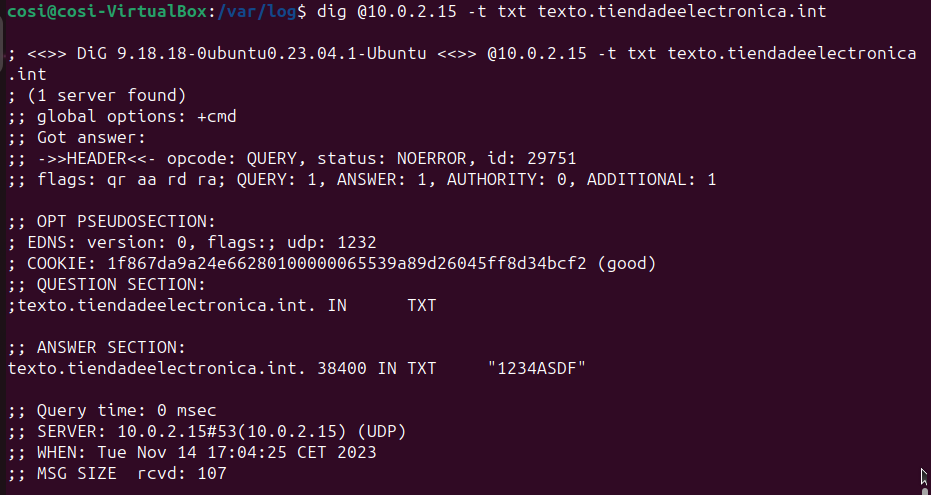 cosi@cosi-VirtualBox:/var/log$ dig @10.0.2.15 -t txt texto.tiendadeelectronica.int

; <<>> DiG 9.18.18-0ubuntu0.23.04.1-Ubuntu <<>> @10.0.2.15 -t txt texto.tiendadeelectronica
.int
; (1 server found)
;; global options: +cmd
;; Got answer:
;; ->>HEADER<<- opcode: QUERY, status: NOERROR, id: 29751
;; flags: qr aa rd ra; QUERY: 1, ANSWER: 1, AUTHORITY: 0, ADDITIONAL: 1

;; OPT PSEUDOSECTION:
; EDNS: version: 0, flags:; udp: 1232
; COOKIE: 1f867da9a24e66280100000065539a89d26045ff8d34bcf2 (good)
;; QUESTION SECTION:
;texto.tiendadeelectronica.int. IN      TXT

;; ANSWER SECTION:
texto.tiendadeelectronica.int. 38400 IN TXT     "1234ASDF"

;; Query time: 0 msec
;; SERVER: 10.0.2.15#53(10.0.2.15) (UDP)
;; WHEN: Tue Nov 14 17:04:25 CET 2023
;; MSG SIZE  rcvd: 107